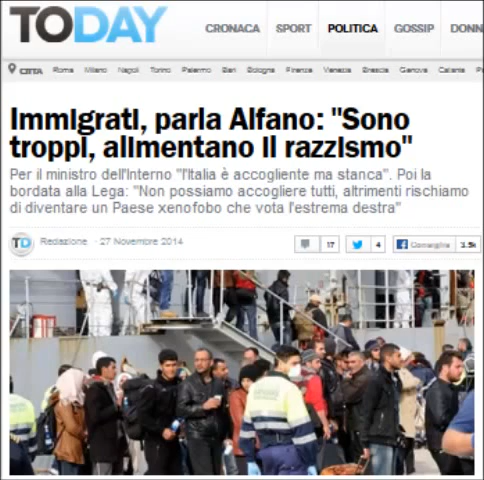 TODAY
CRONACA SPORT POLITICA GOSSIP DONN
CITTÀ Roma Milano Napoli Torino Palermo Bari Bologna Firenze Venezia Brescia Genova Catania
Immigrati, parla Alfano: "Sono
troppi, alimentano il razzismo"
Per il ministro dell'Interno "l'Italia è accogliente ma stanca". Poi la
bordata alla Lega: "Non possiamo accogliere tutti, altrimenti rischiamo
di diventare un Paese xenofobo che vota l'estrema destra"
TD Redazione · 27 Novembre 2014 17 4 Consiglia 1.5k